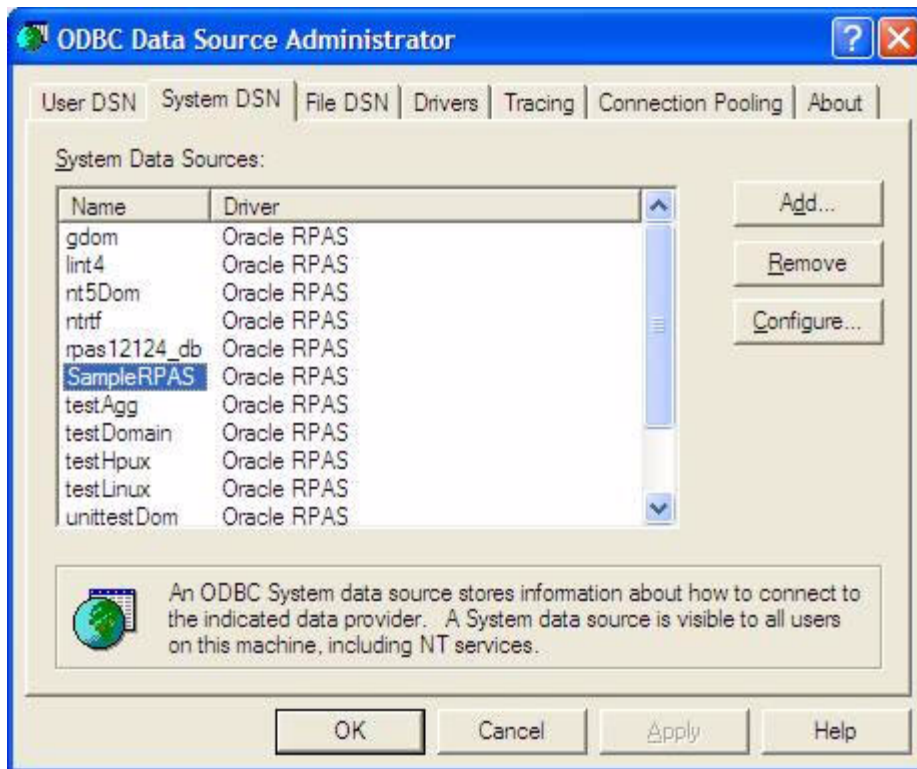 ODBC Data Source Administrator
User DSN System DSN File DSN Drivers Tracing Connection Pooling About
System Data Sources:
Name Driver
gdom Oracle RPAS
lint4 Oracle RPAS
nt5Dom Oracle RPAS
ntrtf Oracle RPAS
rpas12124_db Oracle RPAS
SampleRPAS Oracle RPAS
testAgg Oracle RPAS
testDomain Oracle RPAS
testHpux Oracle RPAS
testLinux Oracle RPAS
unittestDom Oracle RPAS
Add...
Remove
Configure...
An ODBC System data source stores information about how to connect to
the indicated data provider. A System data source is visible to all users
on this machine, including NT services.
OK Cancel Apply Help